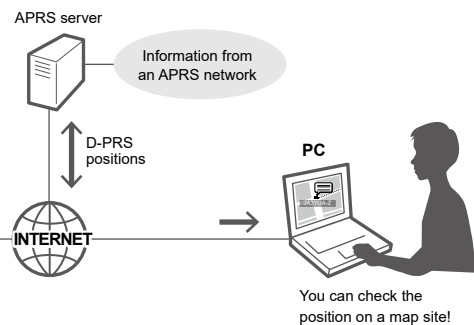 APRS server
Information from
an APRS network
D-PRS
positions
PC
INTERNET
You can check the
position on a map site!